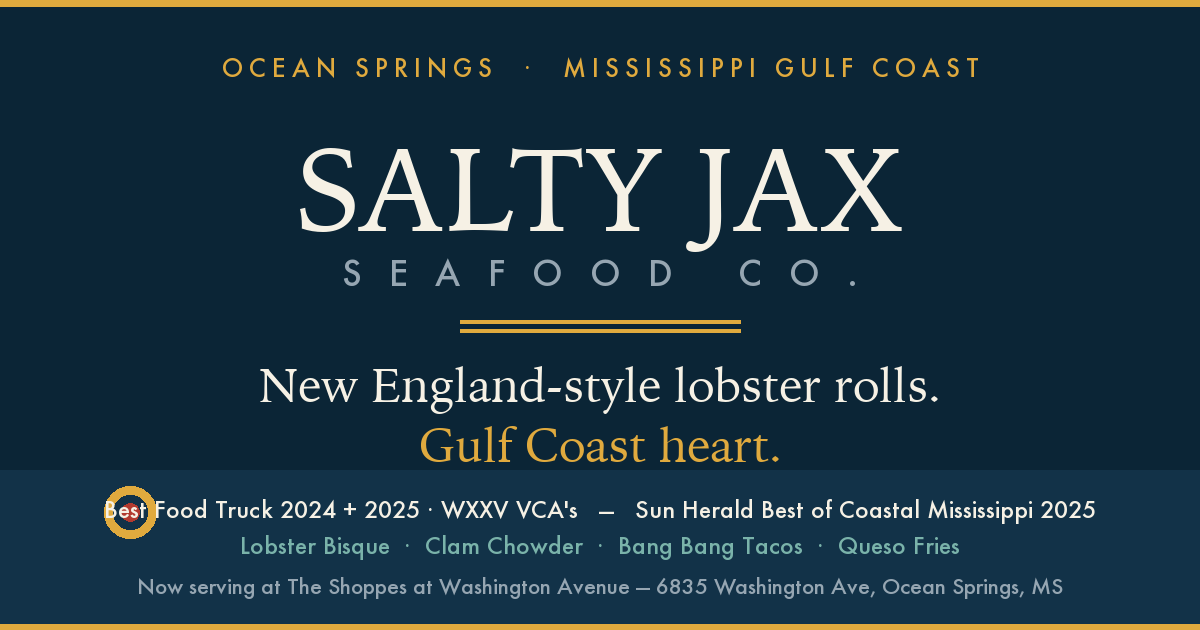 OCEAN SPRINGS · MISSISSIPPI GULF COAST
SALTY JAX
SEAFOOD CO.
New England-style lobster rolls.
Gulf Coast heart.
Best Food Truck 2024 + 2025 · WXXV VCA's — Sun Herald Best of Coastal Mississippi 2025
Lobster Bisque · Clam Chowder · Bang Bang Tacos · Queso Fries
Now serving at The Shoppes at Washington Avenue — 6835 Washington Ave, Ocean Springs, MS